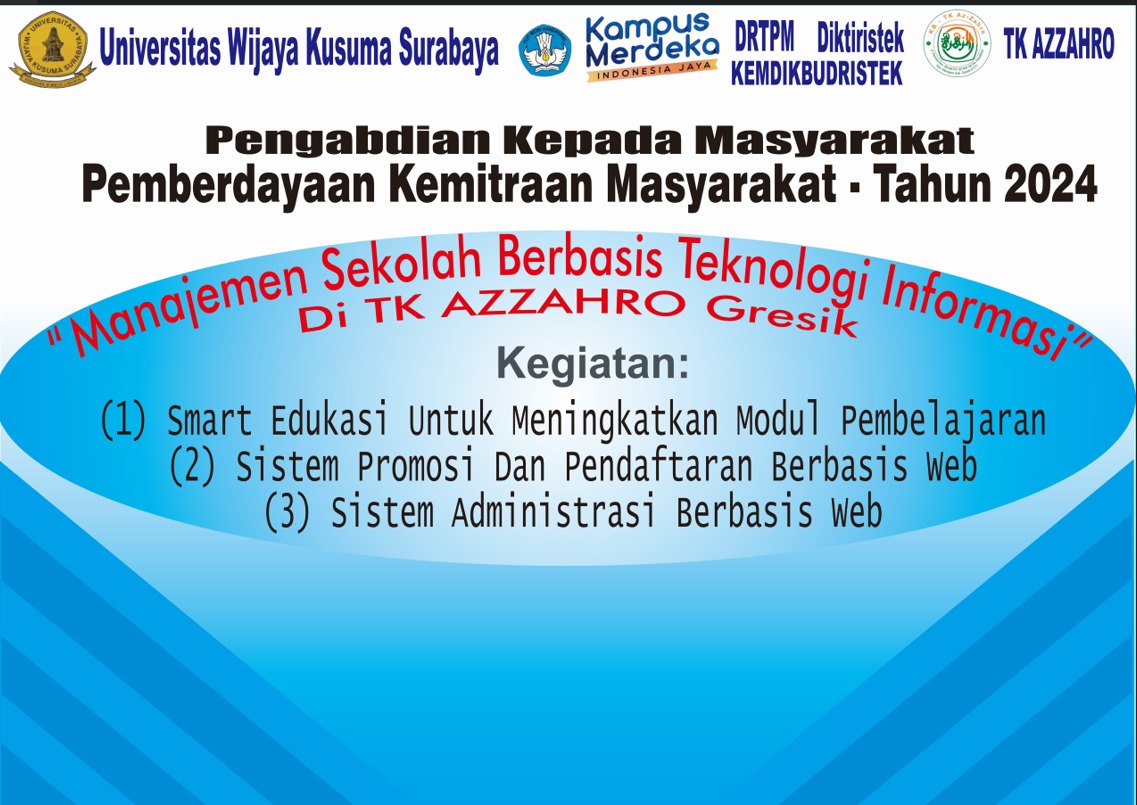 Universitas Wijaya Kusuma Surabaya
Kampus
Merdeka
INDONESIA JAYA
DRTPM Diktiristek
KEMDIKBUDRISTEK
TK AZZAHRO
Pengabdian Kepada Masyarakat
Pemberdayaan Kemitraan Masyarakat - Tahun 2024
"Manajemen Sekolah Berbasis Teknologi Informasi"
Di TK AZZAHRO Gresik
Kegiatan:
(1) Smart Edukasi Untuk Meningkatkan Modul Pembelajaran
(2) Sistem Promosi Dan Pendaftaran Berbasis Web
(3) Sistem Administrasi Berbasis Web